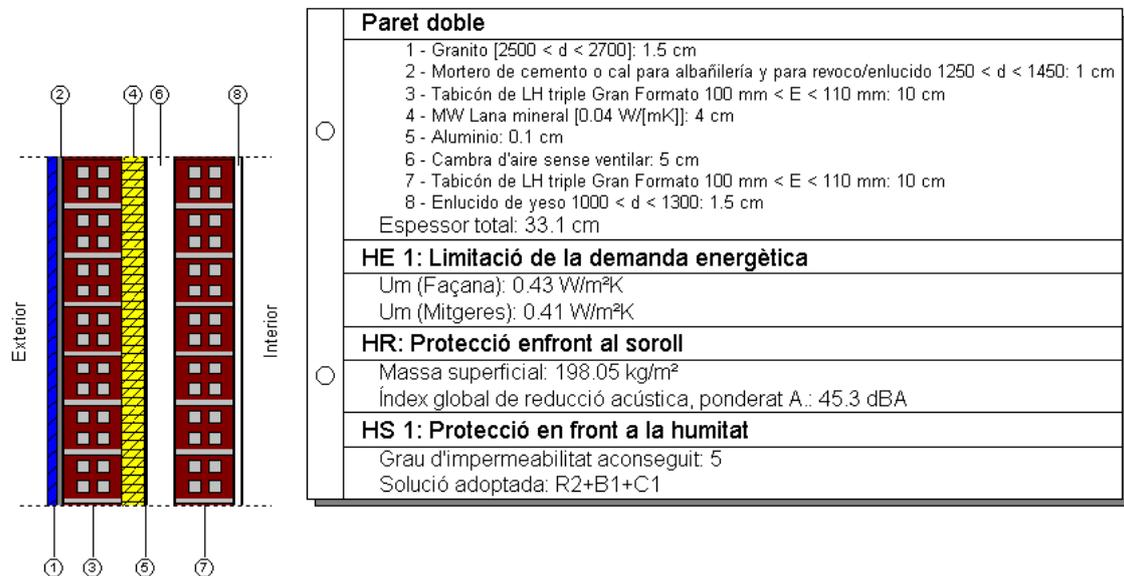 2
4
6
8
Exterior
Interior
1
3
5
7
Paret doble
1 - Granito [2500 < d < 2700]: 1.5 cm
2 - Mortero de cemento o cal para albañilería y para revoco/enlucido 1250 < d < 1450: 1 cm
3 - Tabicón de LH triple Gran Formato 100 mm < E < 110 mm: 10 cm
4 - MW Lana mineral [0.04 W/[mK]]: 4 cm
5 - Aluminio: 0.1 cm
6 - Cambra d'aire sense ventilar: 5 cm
7 - Tabicón de LH triple Gran Formato 100 mm < E < 110 mm: 10 cm
8 - Enlucido de yeso 1000 < d < 1300: 1.5 cm
Espessor total: 33.1 cm
HE 1: Limitació de la demanda energètica
Um (Façana): 0.43 W/m²K
Um (Mitgeres): 0.41 W/m²K
HR: Protecció enfront al soroll
Massa superficial: 198.05 kg/m²
Índex global de reducció acústica, ponderat A.: 45.3 dBA
HS 1: Protecció en front a la humitat
Grau d'impermeabilitat aconseguit: 5
Solució adoptada: R2+B1+C1